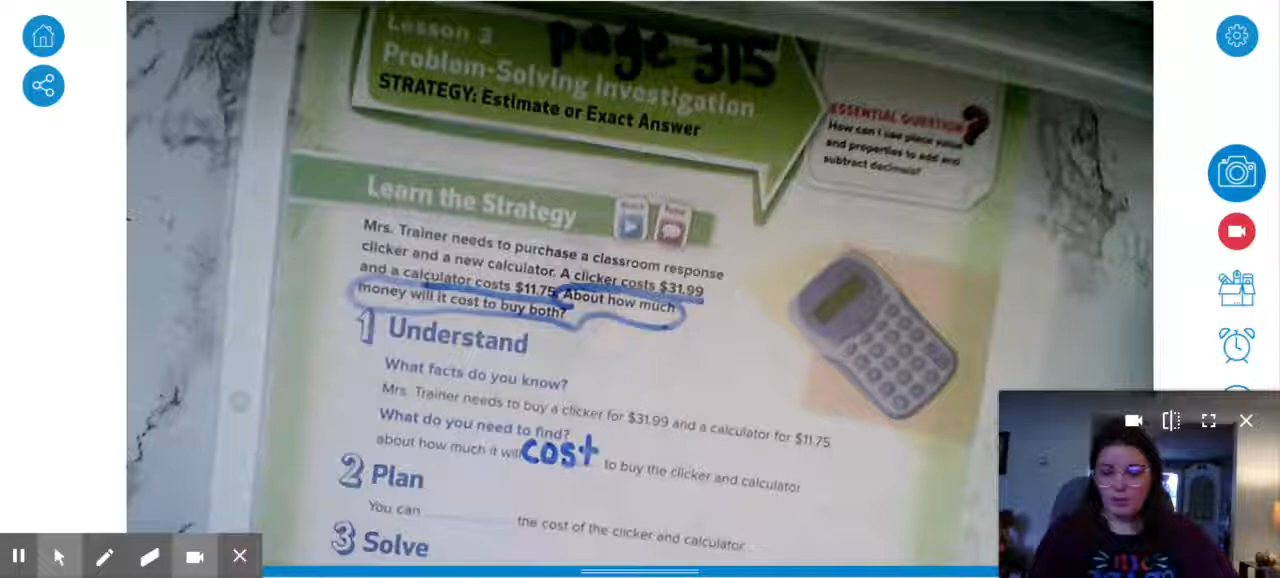 Lesson 3
page 315
Problem-Solving Investigation
STRATEGY: Estimate or Exact Answer
ESSENTIAL QUESTION
How can I use place value
and properties to add and
subtract decimals?
Learn the Strategy
Mrs. Trainer needs to purchase a classroom response
clicker and a new calculator. A clicker costs $31.99
and a calculator costs $11.75. About how much
money will it cost to buy both?
1 Understand
What facts do you know?
Mrs. Trainer needs to buy a clicker for $31.99 and a calculator for $11.75
What do you need to find?
about how much it will cost to buy the clicker and calculator
2 Plan
You can the cost of the clicker and calculator.
3 Solve